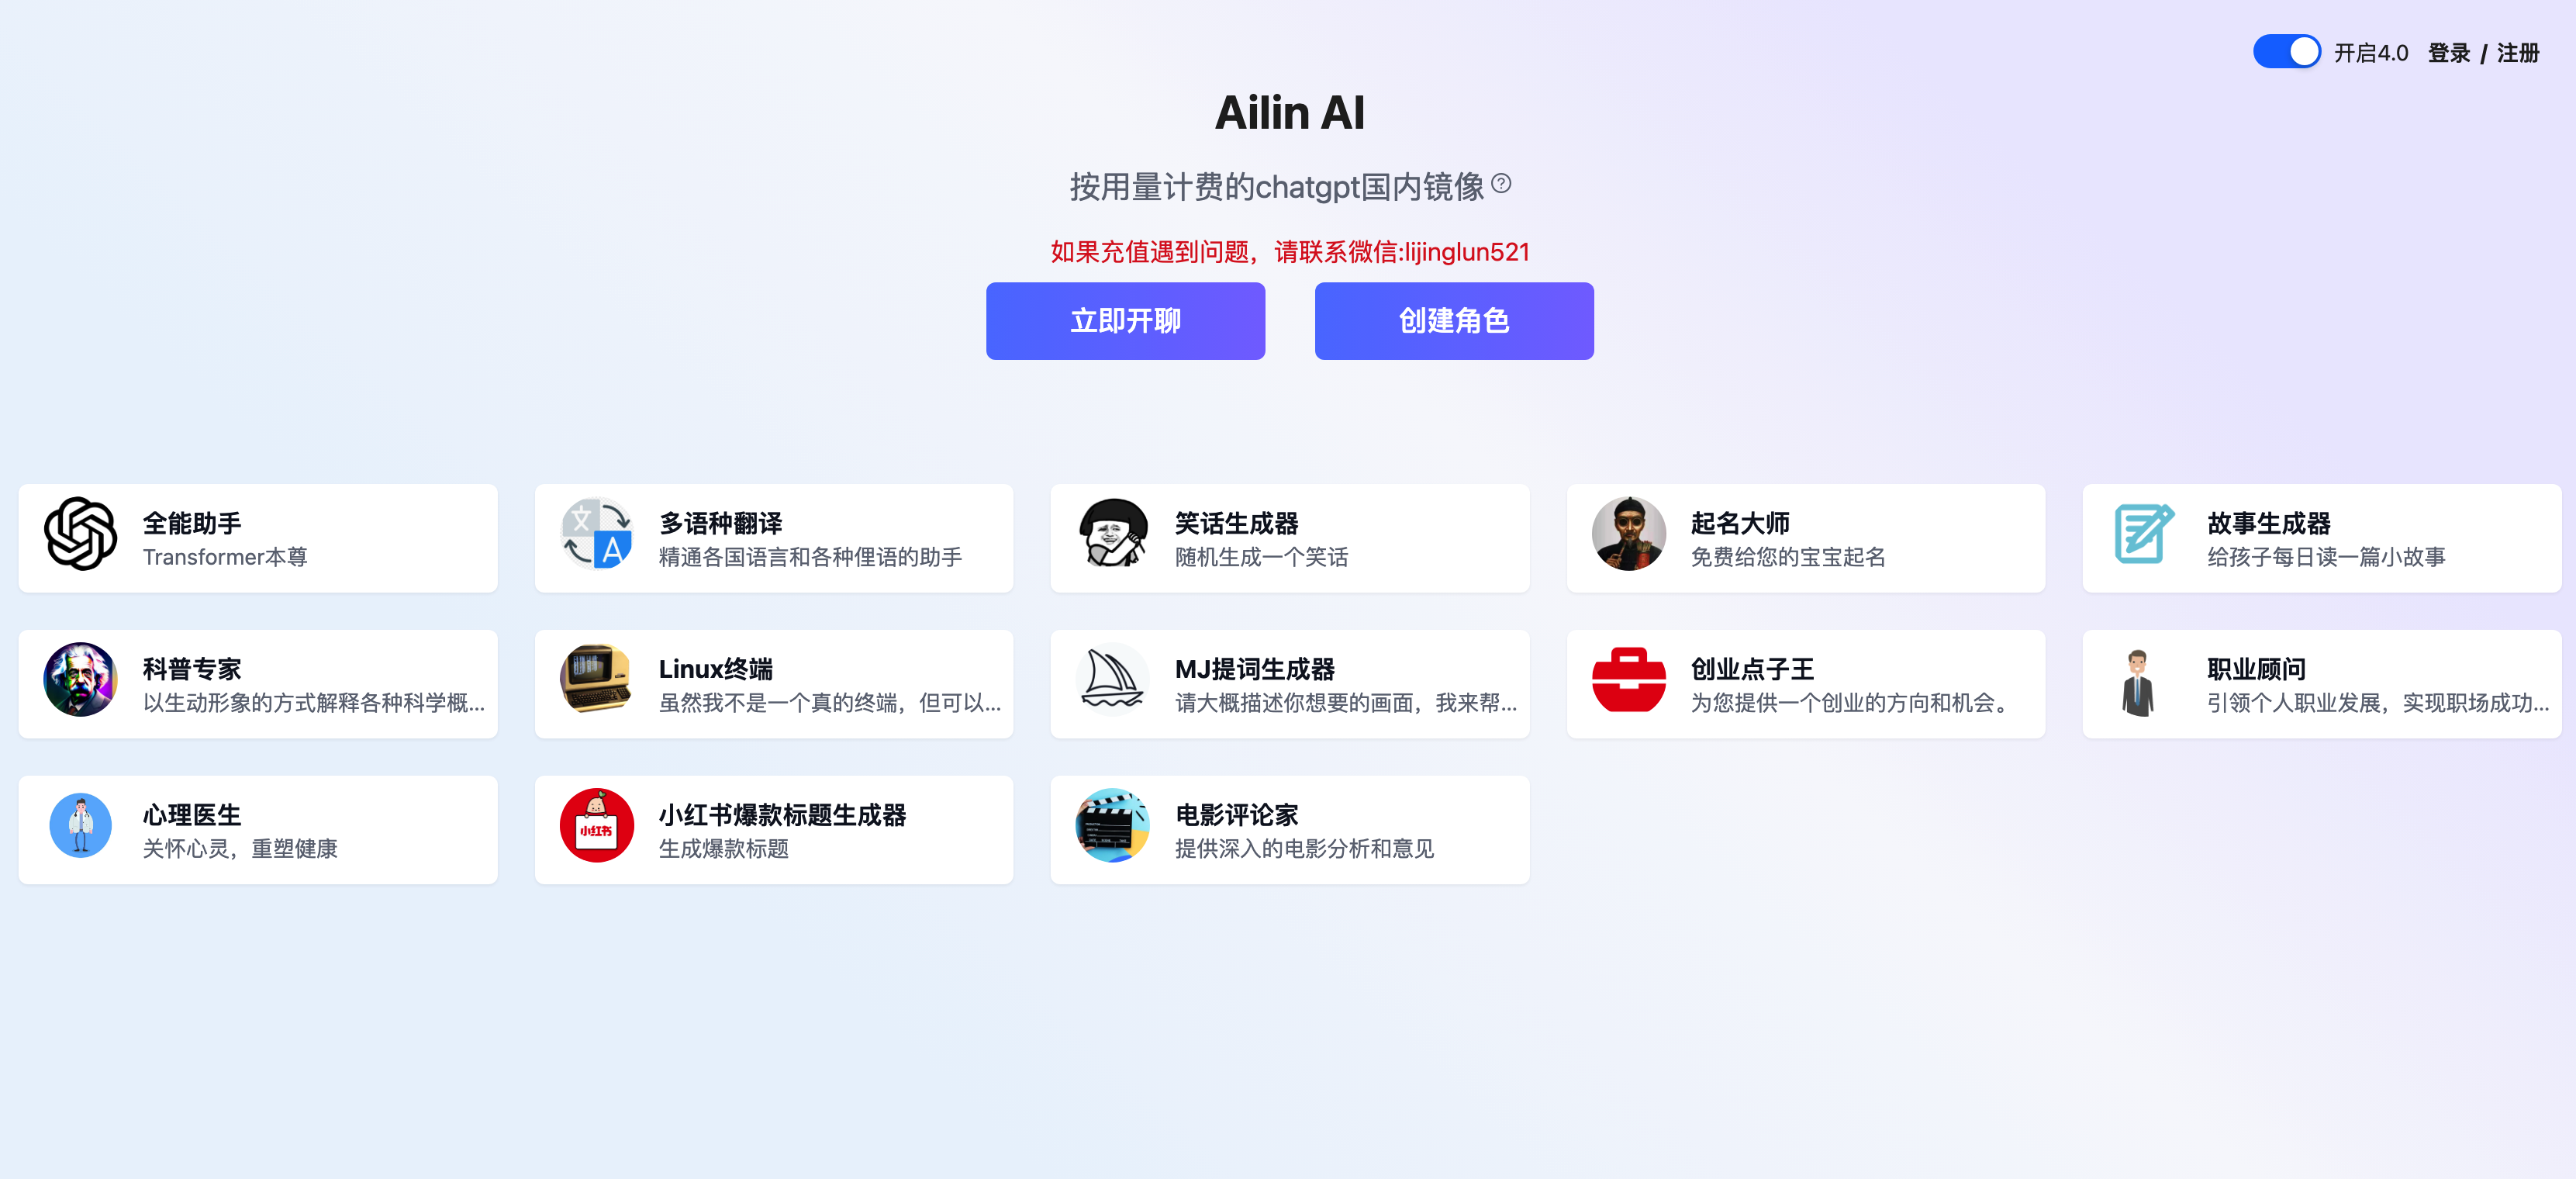 开启4.0 登录 / 注册
Ailin AI
按用量计费的chatgpt国内镜像
如果充值遇到问题，请联系微信:lijinglun521
立即开聊
创建角色
全能助手
Transformer本尊
多语种翻译
精通各国语言和各种俚语的助手
笑话生成器
随机生成一个笑话
起名大师
免费给您的宝宝起名
故事生成器
给孩子每日读一篇小故事
科普专家
以生动形象的方式解释各种科学概...
Linux终端
虽然我不是一个真的终端，但可以...
MJ提词生成器
请大概描述你想要的画面，我来帮...
创业点子王
为您提供一个创业的方向和机会。
职业顾问
引领个人职业发展，实现职场成功...
心理医生
关怀心灵，重塑健康
小红书
小红书爆款标题生成器
生成爆款标题
电影评论家
提供深入的电影分析和意见